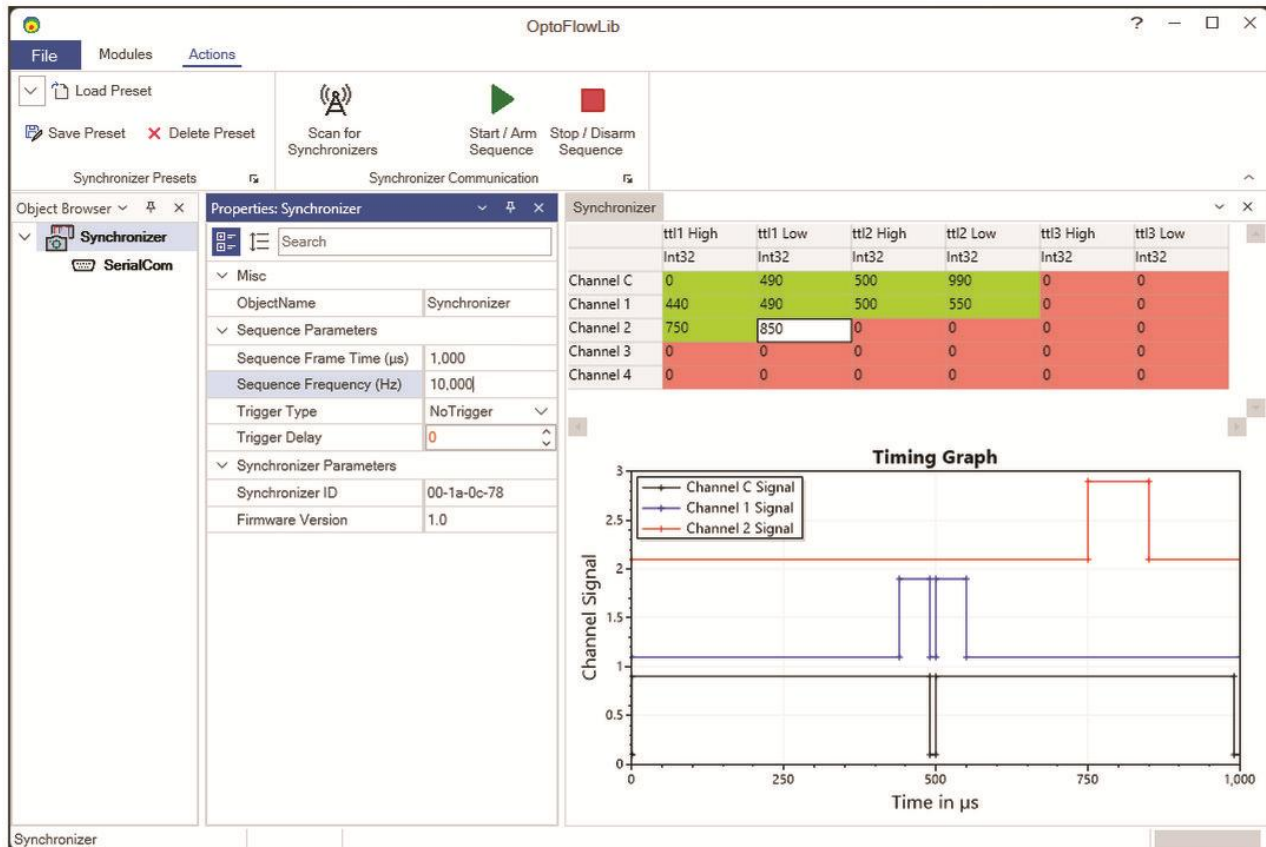 OptoFlowLib
File Modules Actions
Load Preset
Save Preset Delete Preset
Synchronizer Presets
Scan for
Synchronizers
Start / Arm
Sequence
Stop / Disarm
Sequence
Synchronizer Communication
Object Browser
Synchronizer
SerialCom
Properties: Synchronizer
Search
Misc
ObjectName Synchronizer
Sequence Parameters
Sequence Frame Time (µs) 1,000
Sequence Frequency (Hz) 10,000
Trigger Type NoTrigger
Trigger Delay 0
Synchronizer Parameters
Synchronizer ID 00-1a-0c-78
Firmware Version 1.0
Synchronizer
ttl1 High ttl1 Low ttl2 High ttl2 Low ttl3 High ttl3 Low
Int32 Int32 Int32 Int32 Int32 Int32
Channel C 0 490 500 990 0 0
Channel 1 440 490 500 550 0 0
Channel 2 750 850 0 0 0 0
Channel 3 0 0 0 0 0 0
Channel 4 0 0 0 0 0 0
Timing Graph
Channel C Signal
Channel 1 Signal
Channel 2 Signal
Channel Signal
3
2.5
2
1.5
1
0.5
0
0 250 500 750 1,000
Time in µs
Synchronizer